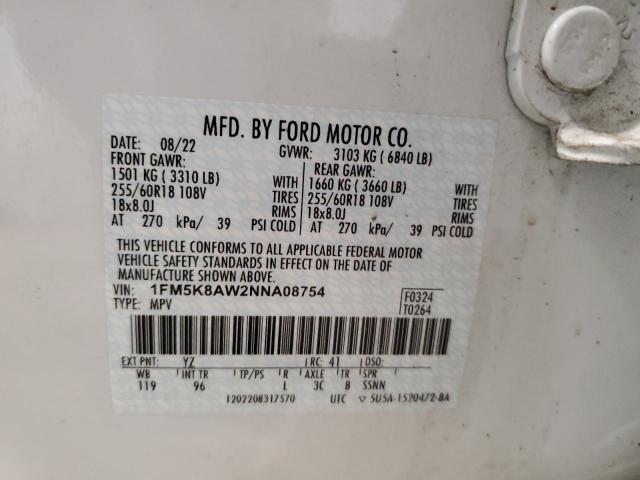 MFD. BY FORD MOTOR CO.
DATE: 08/22 GVWR: 3103 KG ( 6840 LB)
FRONT GAWR: REAR GAWR:
1501 KG ( 3310 LB) WITH 1660 KG ( 3660 LB) WITH
255/60R18 108V TIRES 255/60R18 108V TIRES
18x8.0J RIMS 18x8.0J RIMS
AT 270 kPa/ 39 PSI COLD AT 270 kPa/ 39 PSI COLD
THIS VEHICLE CONFORMS TO ALL APPLICABLE FEDERAL MOTOR
VEHICLE SAFETY STANDARDS IN EFFECT ON THE DATE OF
MANUFACTURE SHOWN ABOVE.
VIN: 1FM5K8AW2NNA08754 F0324
TYPE: MPV T0264
EXT PNT: YZ RC: 41 DSO:
WB INT TR TP/PS R AXLE TR SPR
119 96 L 3C B SSNN
1202208317570 UTC 5U5A-1520472-BA